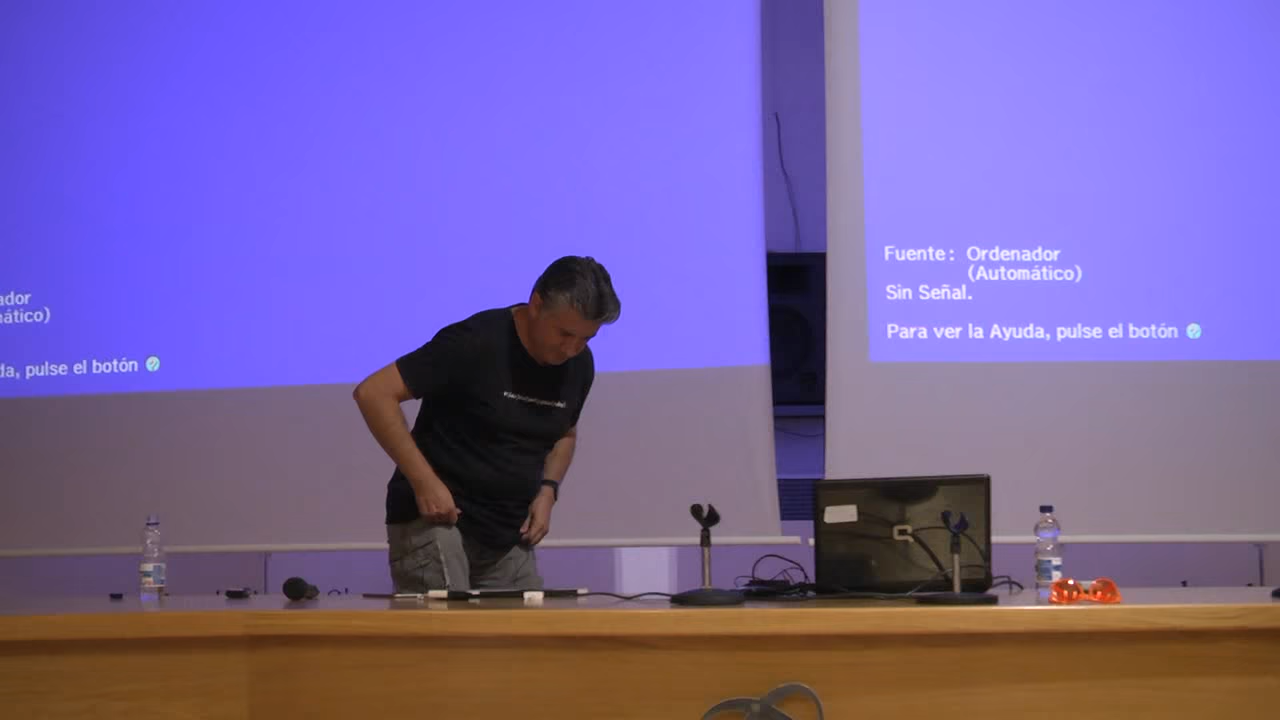 ador
ático)
da, pulse el botón
Fuente: Ordenador
(Automático)
Sin Señal.
Para ver la Ayuda, pulse el botón